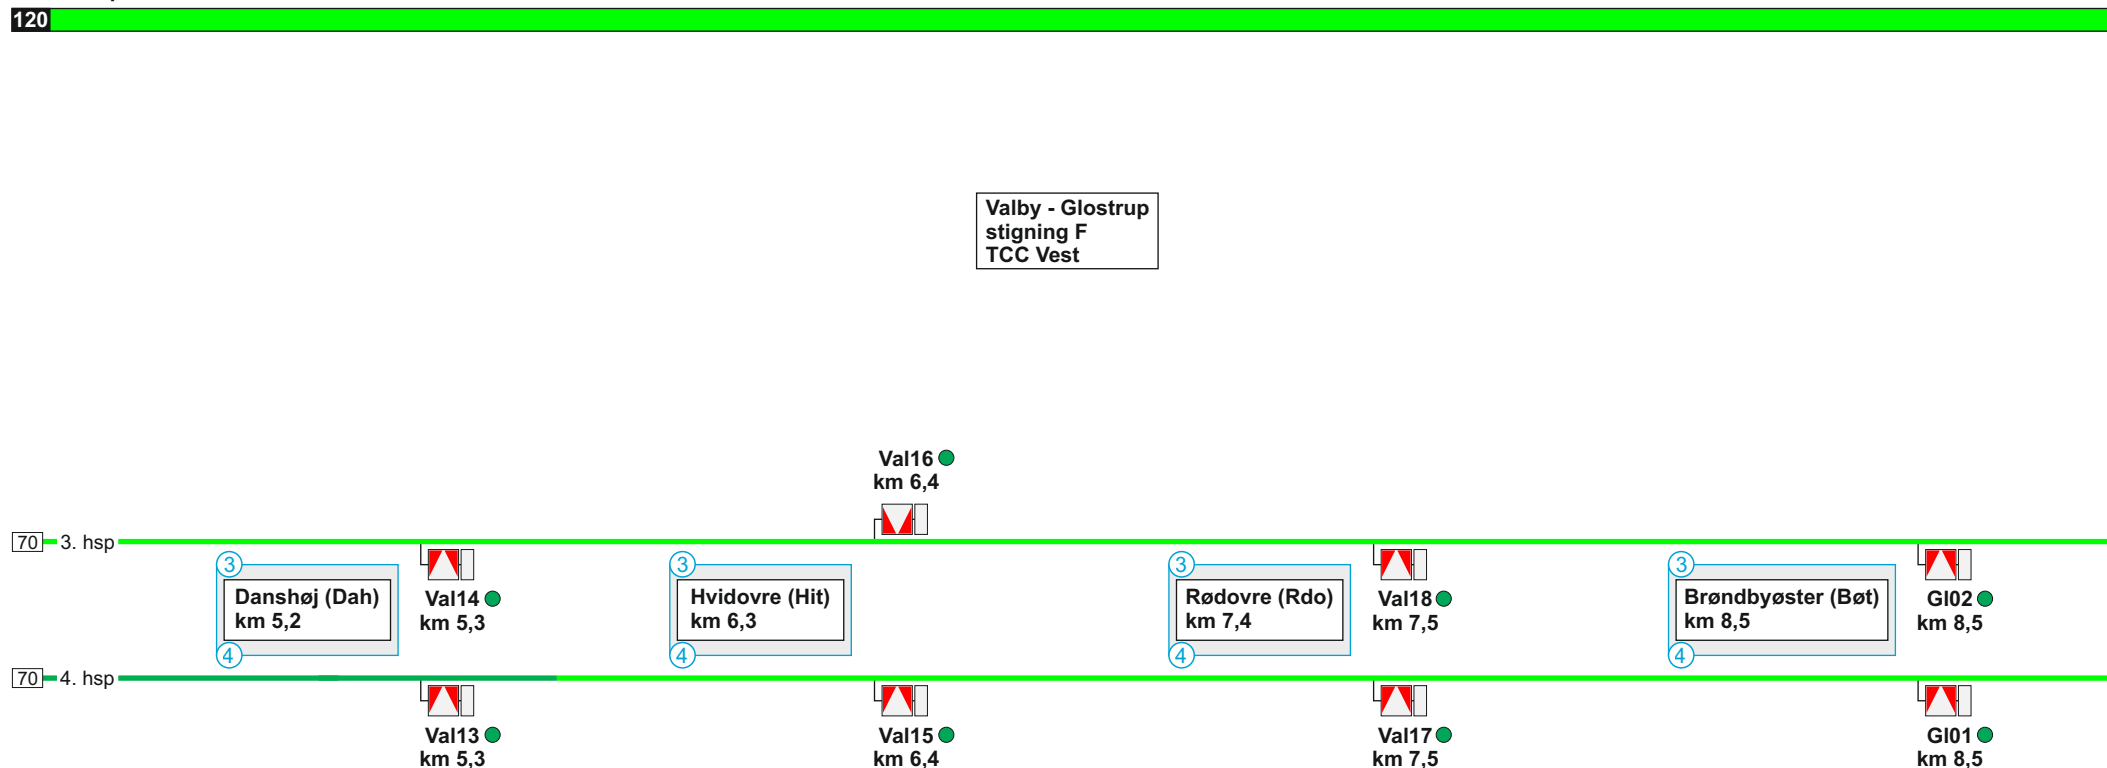 120
Valby - Glostrup
stigning F
TCC Vest
Val16
km 6,4
70 3. hsp
3
Danshøj (Dah)
km 5,2
4
Val14
km 5,3
3
Hvidovre (Hit)
km 6,3
4
3
Rødovre (Rdo)
km 7,4
4
Val18
km 7,5
3
Brøndbyøster (Bøt)
km 8,5
4
Gl02
km 8,5
70 4. hsp
Val13
km 5,3
Val15
km 6,4
Val17
km 7,5
Gl01
km 8,5